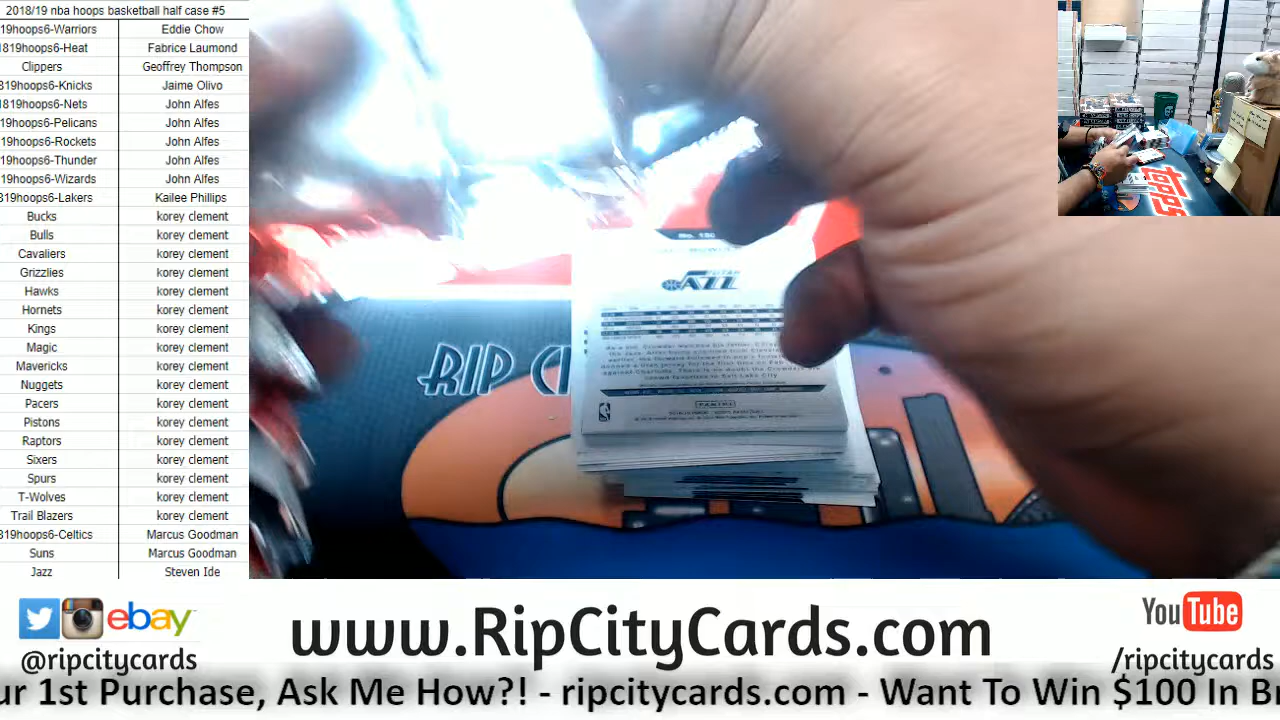 2018/19 nba hoops basketball half case #5
19hoops6-Warriors Eddie Chow
1819hoops6-Heat Fabrice Laumond
Clippers Geoffrey Thompson
819hoops6-Knicks Jaime Olivo
1819hoops6-Nets John Alfes
819hoops6-Pelicans John Alfes
19hoops6-Rockets John Alfes
19hoops6-Thunder John Alfes
19hoops6-Wizards John Alfes
819hoops6-Lakers Kailee Phillips
Bucks korey clement
Bulls korey clement
Cavaliers korey clement
Grizzlies korey clement
Hawks korey clement
Hornets korey clement
Kings korey clement
Magic korey clement
Mavericks korey clement
Nuggets korey clement
Pacers korey clement
Pistons korey clement
Raptors korey clement
Sixers korey clement
Spurs korey clement
T-Wolves korey clement
Trail Blazers korey clement
819hoops6-Celtics Marcus Goodman
Suns Marcus Goodman
Jazz Steven Ide
UTAH
JAZZ
PANINI
RIP CI
topps
ebay
@ripcitycards
www.RipCityCards.com
YouTube
/ripcitycards
ur 1st Purchase, Ask Me How?! - ripcitycards.com - Want To Win $100 In